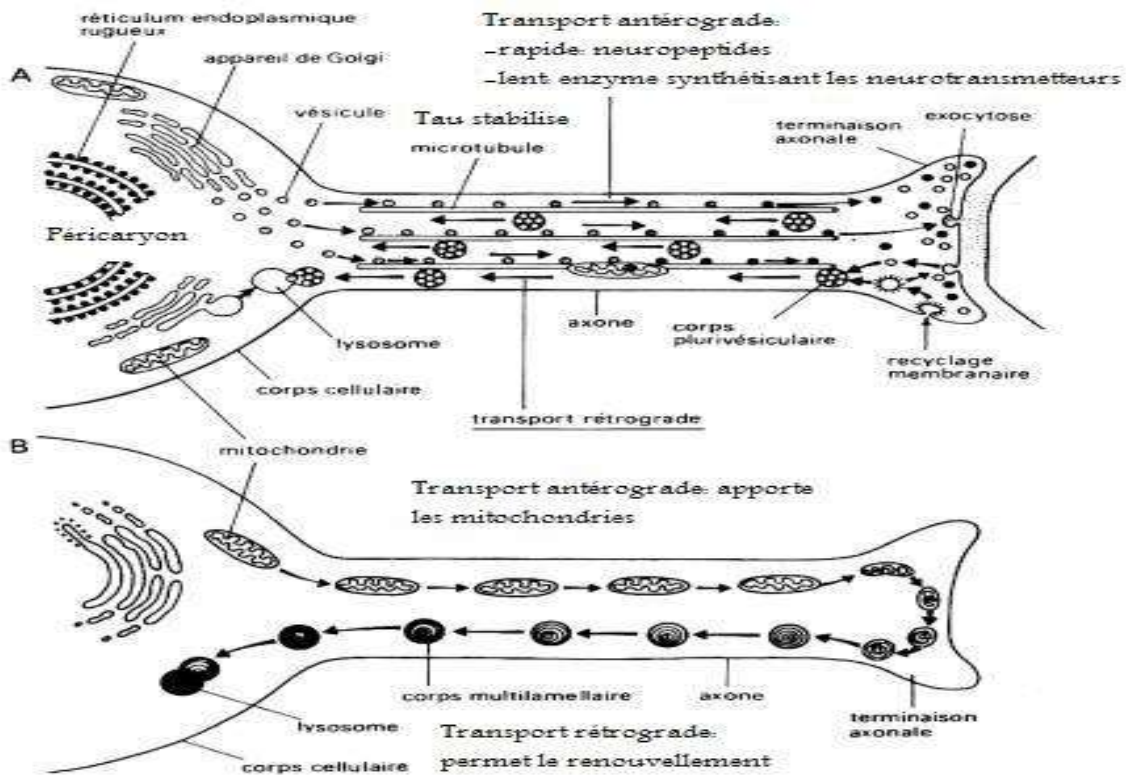 réticulum endoplasmique
rugueux
Transport antérograde:
-rapide: neuropeptides
-lent: enzyme synthétisant les neurotransmetteurs
A
appareil de Golgi
vésicule
Tau stabilise
microtubule
terminaison
axonale
exocytose
Péricaryon
lysosome
axone
corps
plurivésiculaire
recyclage
membranaire
corps cellulaire
transport rétrograde
B
mitochondrie
Transport antérograde: apporte
les mitochondries
corps multilamellaire
axone
terminaison
axonale
lysosome
Transport rétrograde:
permet le renouvellement
corps cellulaire